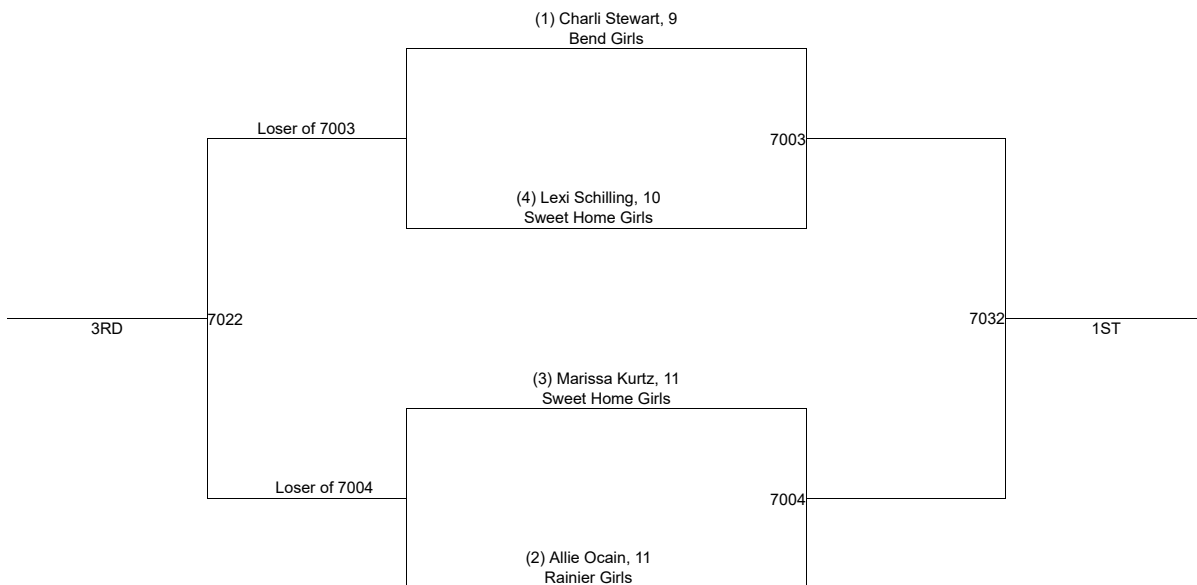 (1) Charli Stewart, 9
Bend Girls
Loser of 7003
7003
(4) Lexi Schilling, 10
Sweet Home Girls
7022
3RD
7032
1ST
(3) Marissa Kurtz, 11
Sweet Home Girls
Loser of 7004
7004
(2) Allie Ocain, 11
Rainier Girls